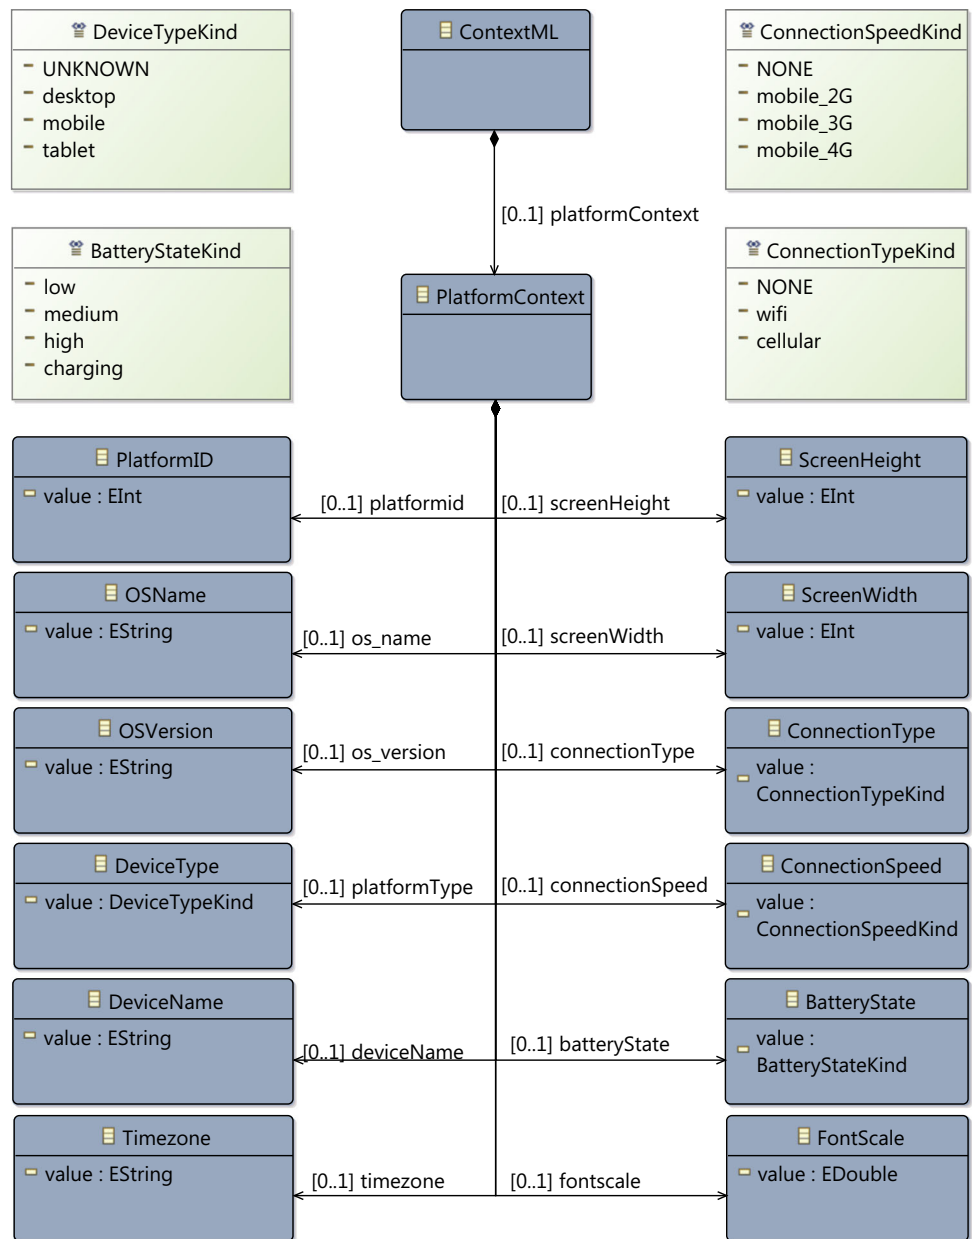 DeviceTypeKind
UNKNOWN
desktop
mobile
tablet
ContextML
ConnectionSpeedKind
NONE
mobile_2G
mobile_3G
mobile_4G
[0..1] platformContext
BatteryStateKind
low
medium
high
charging
PlatformContext
ConnectionTypeKind
NONE
wifi
cellular
PlatformID
value : EInt
[0..1] platformid
[0..1] screenHeight
ScreenHeight
value : EInt
OSName
value : EString
[0..1] os_name
[0..1] screenWidth
ScreenWidth
value : EInt
OSVersion
value : EString
[0..1] os_version
[0..1] connectionType
ConnectionType
value :
ConnectionTypeKind
DeviceType
value : DeviceTypeKind
[0..1] platformType
[0..1] connectionSpeed
ConnectionSpeed
value :
ConnectionSpeedKind
DeviceName
value : EString
[0..1] deviceName
[0..1] batteryState
BatteryState
value :
BatteryStateKind
Timezone
value : EString
[0..1] timezone
[0..1] fontscale
FontScale
value : EDouble